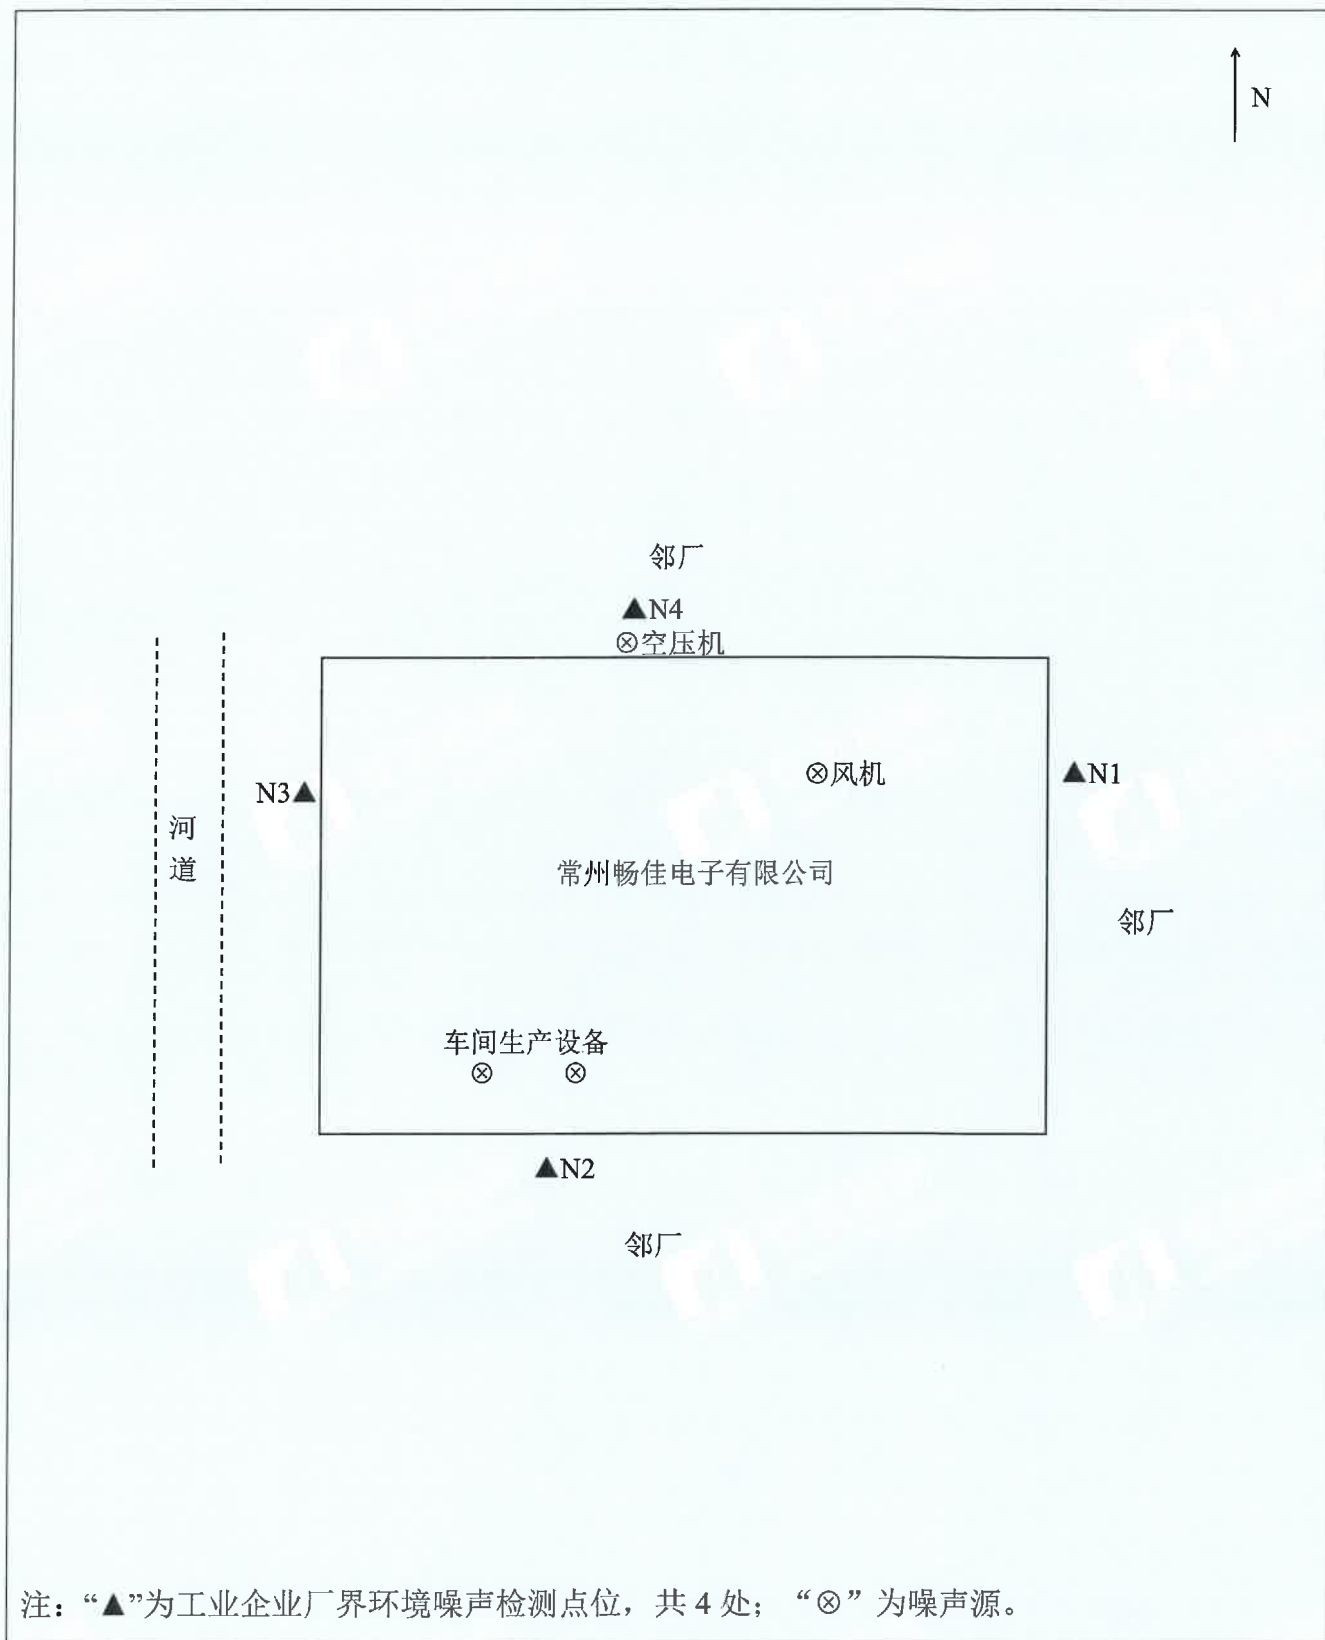 N
邻厂
▲N4
⊗空压机
⊗风机
▲N1
N3▲
河
道
常州畅佳电子有限公司
邻厂
车间生产设备
⊗ ⊗
▲N2
邻厂
注：“▲”为工业企业厂界环境噪声检测点位，共 4 处；“⊗”为噪声源。